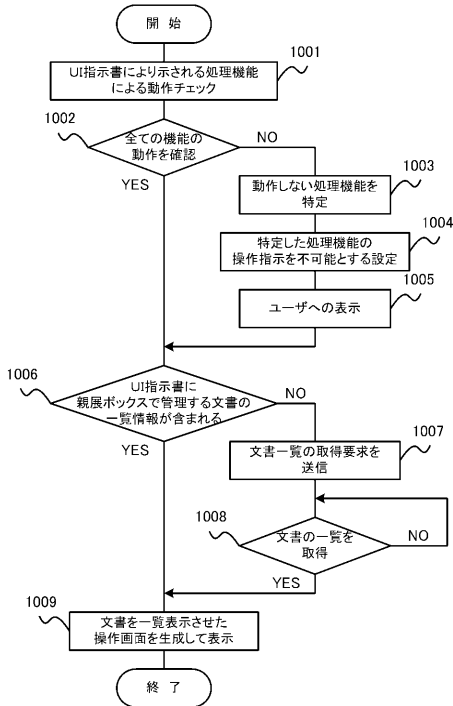 開 始
1001
UI指示書により示される処理機能
による動作チェック
1002
全ての機能の
動作を確認
NO
YES
1003
動作しない処理機能を
特定
1004
特定した処理機能の
操作指示を不可能とする設定
1005
ユーザへの表示
1006
UI指示書に
親展ボックスで管理する文書の
一覧情報が含まれる
NO
YES
1007
文書一覧の取得要求を
送信
1008
文書の一覧を
取得
NO
YES
1009
文書を一覧表示させた
操作画面を生成して表示
終 了